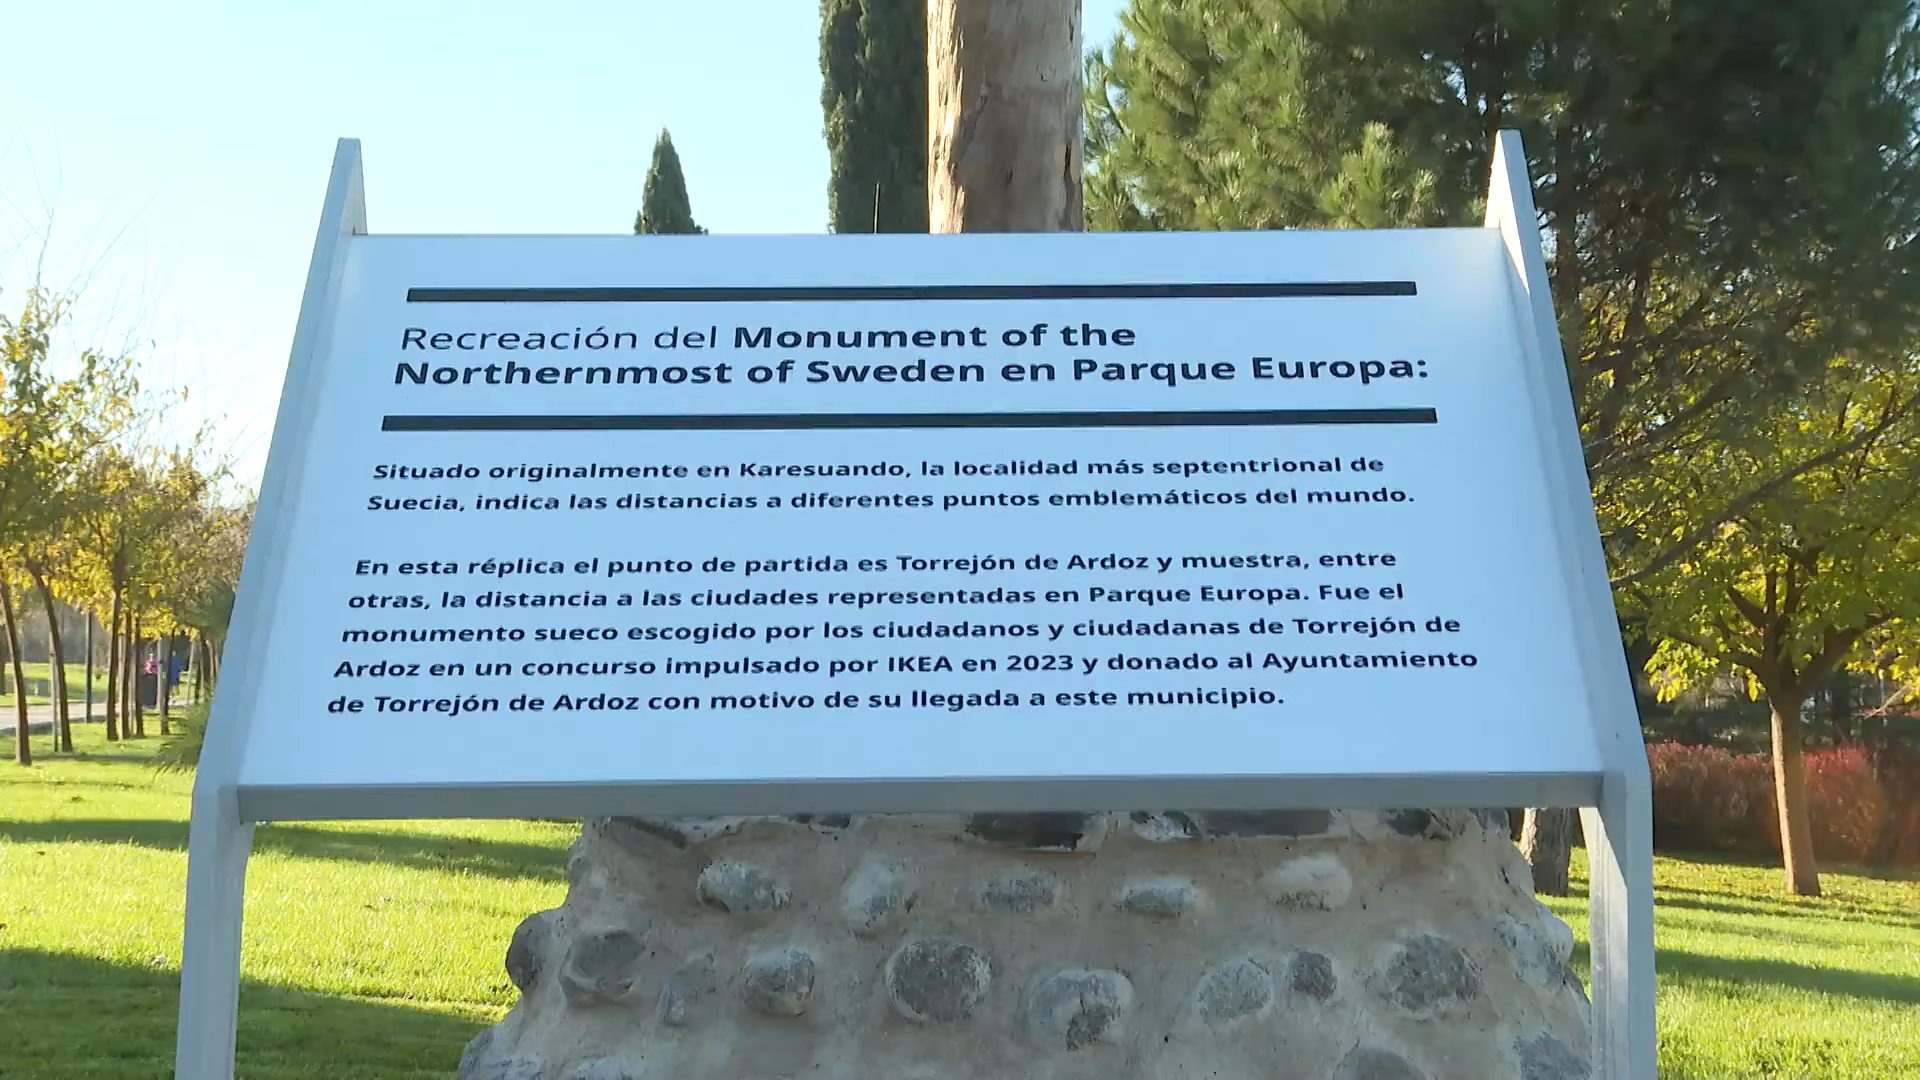 Recreación del Monument of the
Northernmost of Sweden en Parque Europa:
Situado originalmente en Karesuando, la localidad más septentrional de
Suecia, indica las distancias a diferentes puntos emblemáticos del mundo.
En esta réplica el punto de partida es Torrejón de Ardoz y muestra, entre
otras, la distancia a las ciudades representadas en Parque Europa. Fue el
monumento sueco escogido por los ciudadanos y ciudadanas de Torrejón de
Ardoz en un concurso impulsado por IKEA en 2023 y donado al Ayuntamiento
de Torrejón de Ardoz con motivo de su llegada a este municipio.